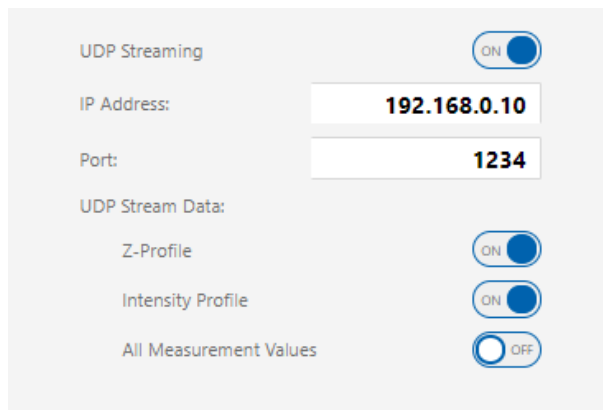 UDP Streaming ON
IP Address: 192.168.0.10
Port: 1234
UDP Stream Data:
Z-Profile ON
Intensity Profile ON
All Measurement Values OFF